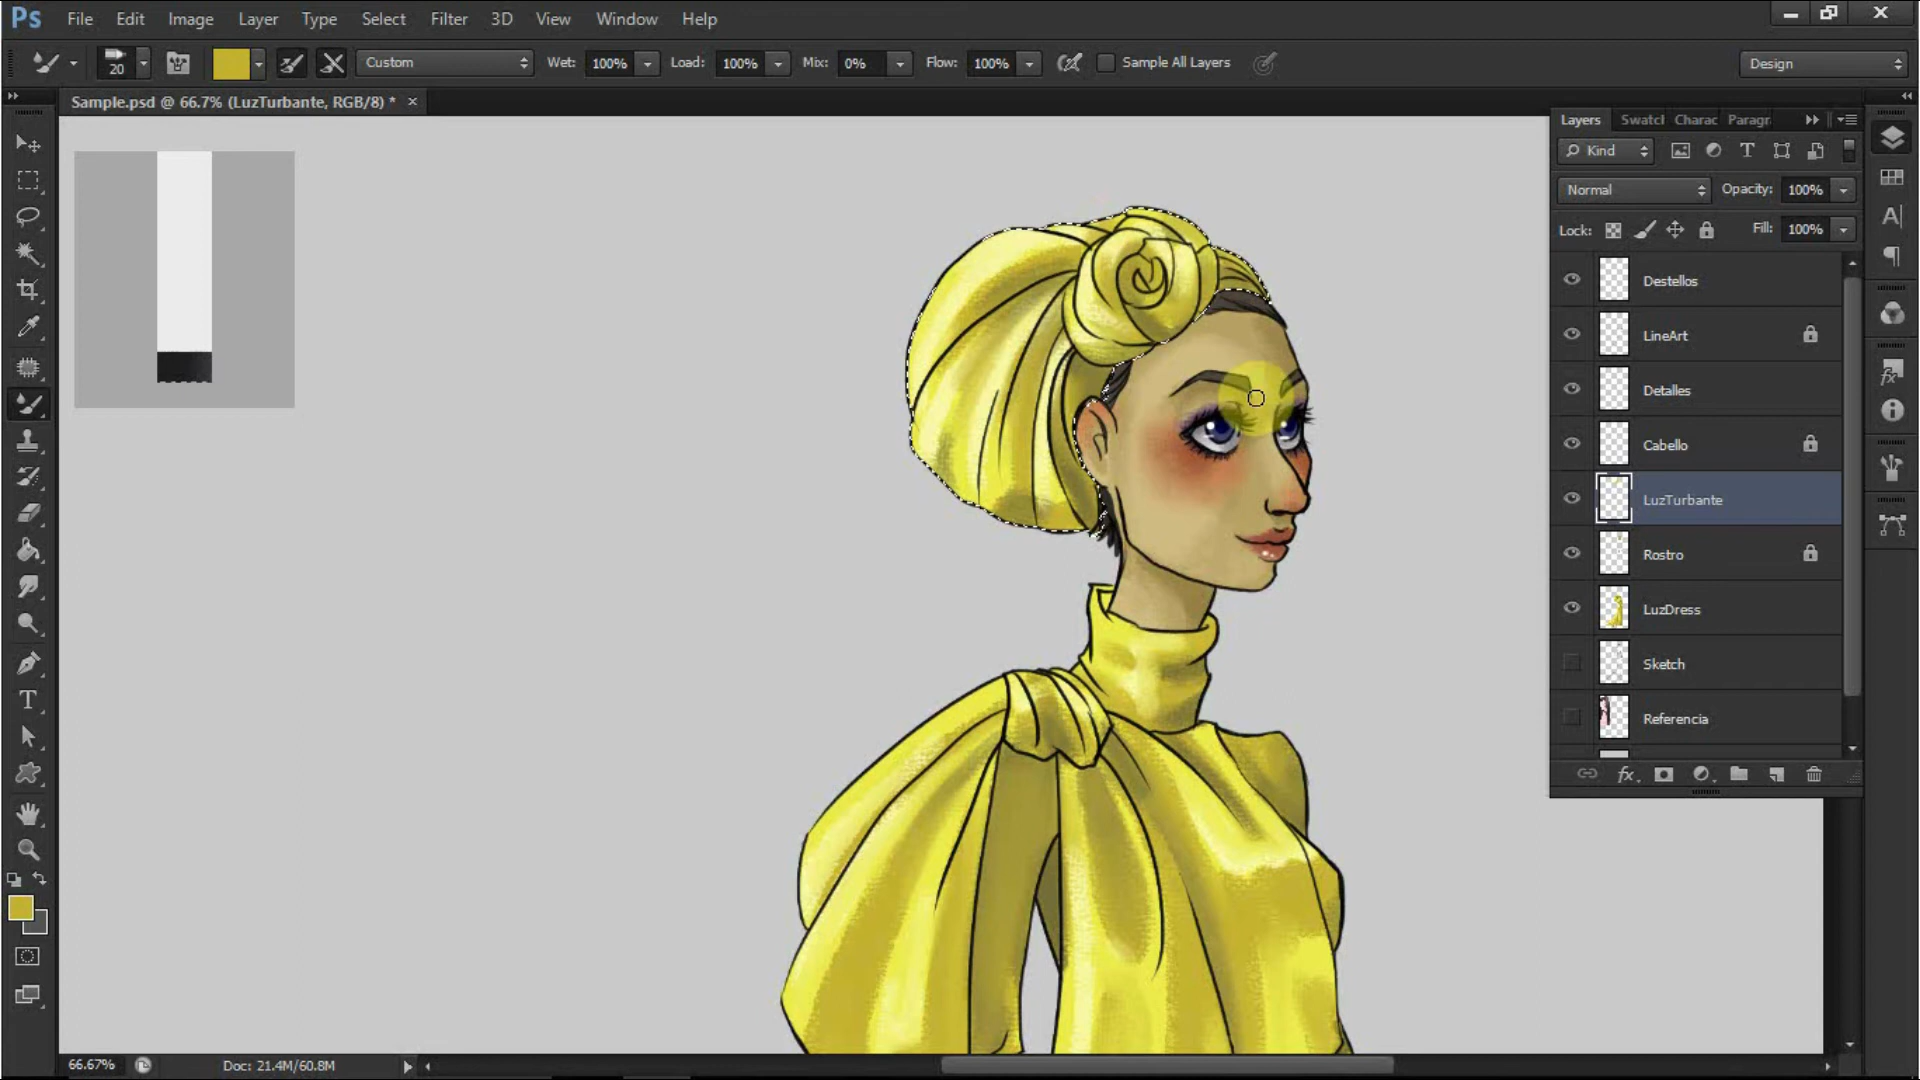 Ps File Edit Image Layer Type Select Filter 3D View Window Help
20 Custom Wet: 100% Load: 100% Mix: 0% Flow: 100% Sample All Layers Design
Sample.psd @ 66.7% (LuzTurbante, RGB/8) * ×
Layers Swatch Charac Paragr
Kind
Normal Opacity: 100%
Lock: Fill: 100%
Destellos
LineArt
Detalles
Cabello
LuzTurbante
Rostro
LuzDress
Sketch
Referencia
fx
66.67% Doc: 21.4M/60.8M